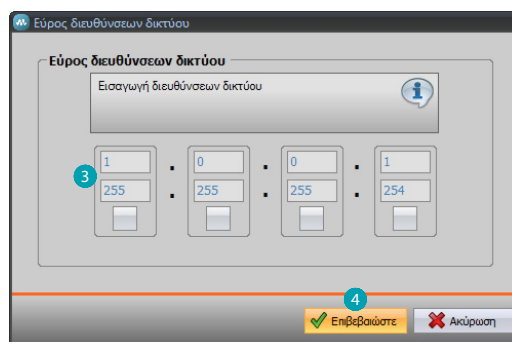 Εύρος διευθύνσεων δικτύου
Εύρος διευθύνσεων δικτύου
Εισαγωγή διευθύνσεων δικτύου
1 . 0 . 0 . 1
3
255 . 255 . 255 . 254
4
Επιβεβαιώστε Ακύρωση